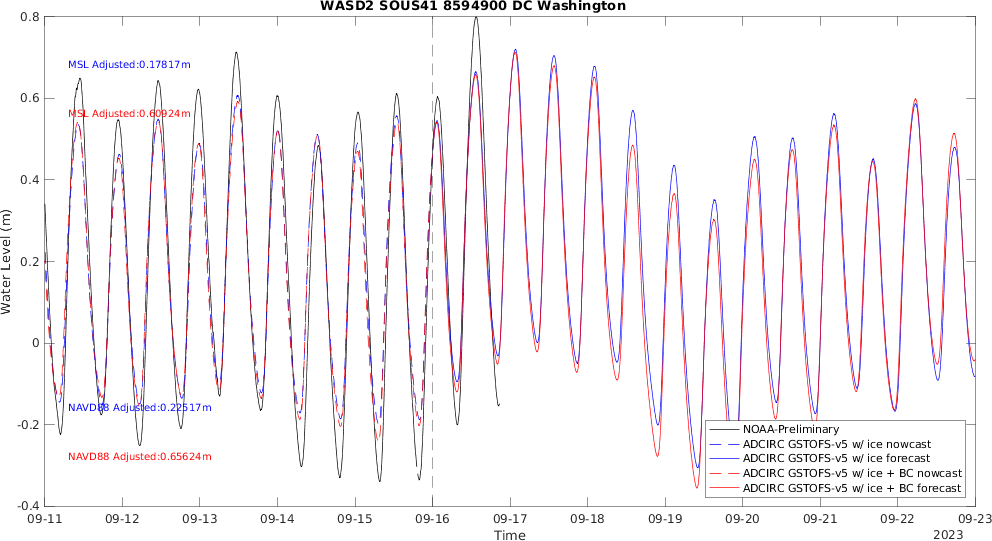 WASD2 SOUS41 8594900 DC Washington
0.8
0.6
0.4
0.2
0
-0.2
-0.4
Water Level (m)
MSL Adjusted:0.17817m
MSL Adjusted:0.60924m
NAVD88 Adjusted:0.22517m
NAVD88 Adjusted:0.65624m
NOAA-Preliminary
ADCIRC GSTOFS-v5 w/ ice nowcast
ADCIRC GSTOFS-v5 w/ ice forecast
ADCIRC GSTOFS-v5 w/ ice + BC nowcast
ADCIRC GSTOFS-v5 w/ ice + BC forecast
09-11 09-12 09-13 09-14 09-15 09-16 09-17 09-18 09-19 09-20 09-21 09-22 09-23
Time
2023